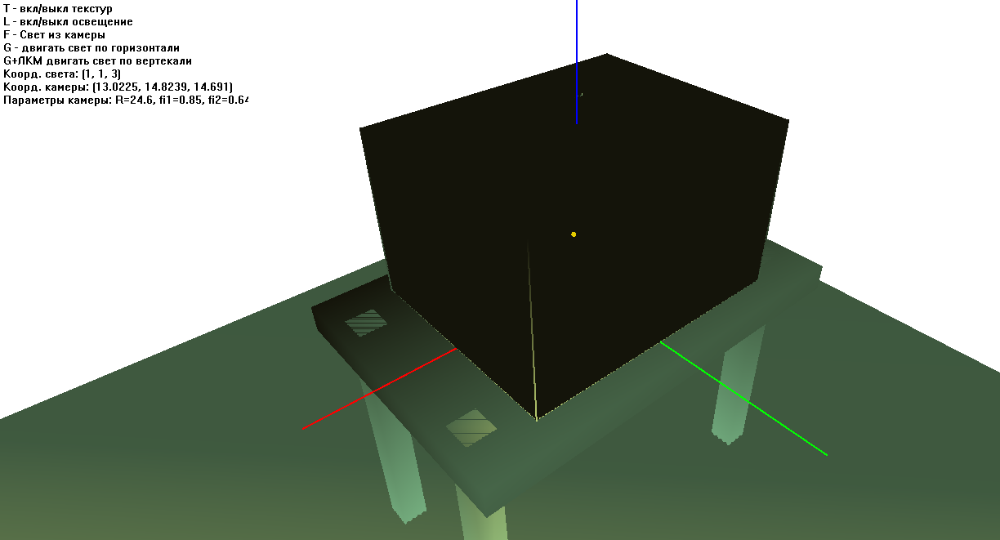 T - вкл/выкл текстур
L - вкл/выкл освещение
F - Свет из камеры
G - двигать свет по горизонтали
G+ЛКМ двигать свет по вертекали
Коорд. света: (1, 1, 3)
Коорд. камеры: (13.0225, 14.8239, 14.691)
Параметры камеры: R=24.6, fi1=0.85, fi2=0.64